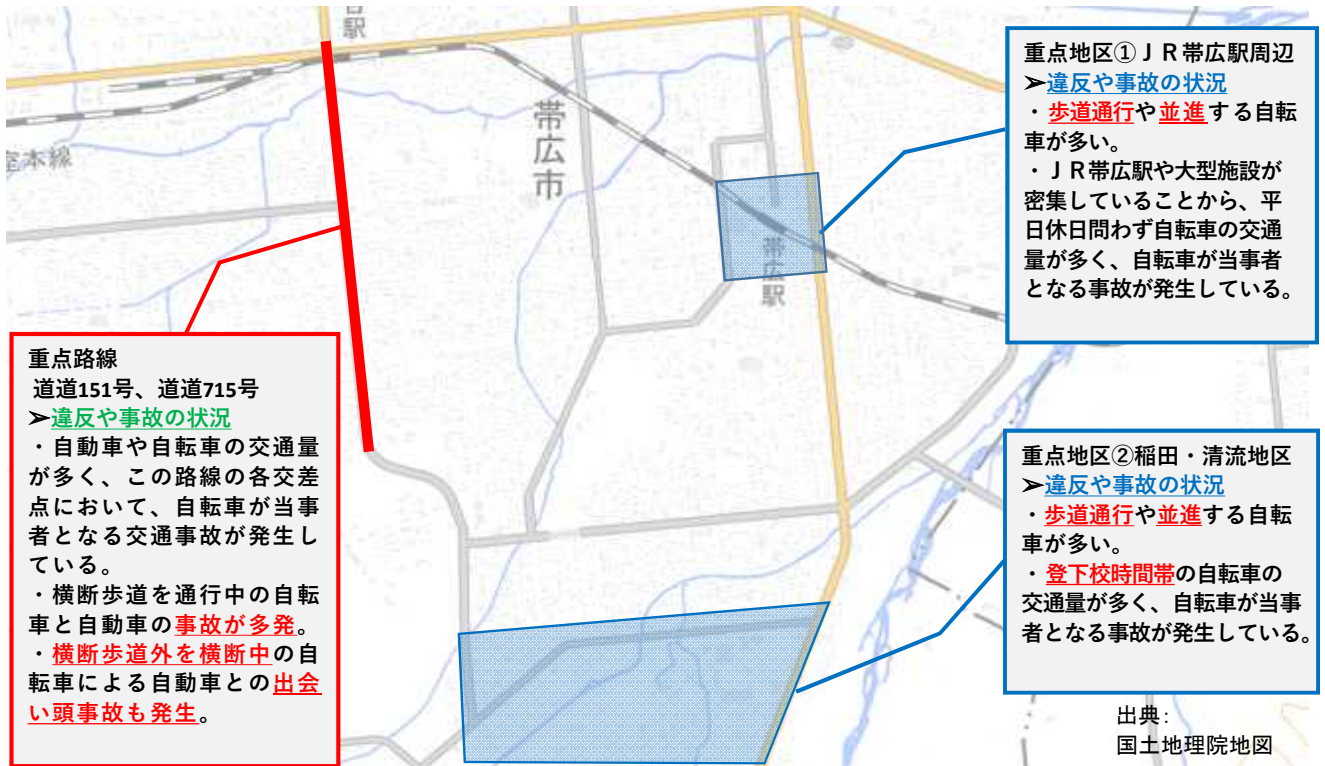 駅
帯広市
帯広駅
室本線
重点地区①ＪＲ帯広駅周辺
➤違反や事故の状況
・歩道通行や並進する自転
車が多い。
・ＪＲ帯広駅や大型施設が
密集していることから、平
日休日問わず自転車の交通
量が多く、自転車が当事者
となる事故が発生している。
重点路線
道道151号、道道715号
➤違反や事故の状況
・自動車や自転車の交通量
が多く、この路線の各交差
点において、自転車が当事
者となる交通事故が発生し
ている。
・横断歩道を通行中の自転
車と自動車の事故が多発。
・横断歩道外を横断中の自
転車による自動車との出会
い頭事故も発生。
重点地区②稲田・清流地区
➤違反や事故の状況
・歩道通行や並進する自転
車が多い。
・登下校時間帯の自転車の
交通量が多く、自転車が当事
者となる事故が発生している。
出典：
国土地理院地図